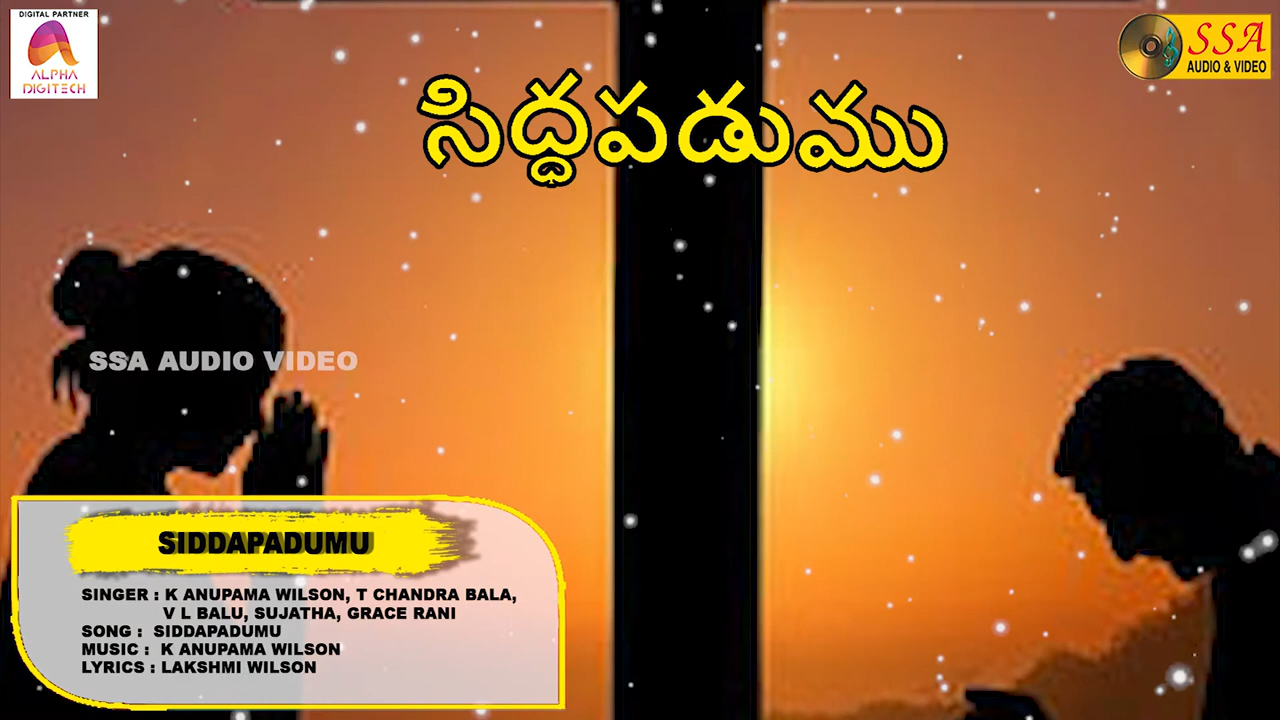 DIGITAL PARTNER
ALPHA
DIGITECH
SSA
AUDIO & VIDEO
సిద్ధపడుము
SSA AUDIO VIDEO
SIDDAPADUMU
SINGER : K ANUPAMA WILSON, T CHANDRA BALA,
V L BALU, SUJATHA, GRACE RANI
SONG : SIDDAPADUMU
MUSIC : K ANUPAMA WILSON
LYRICS : LAKSHMI WILSON